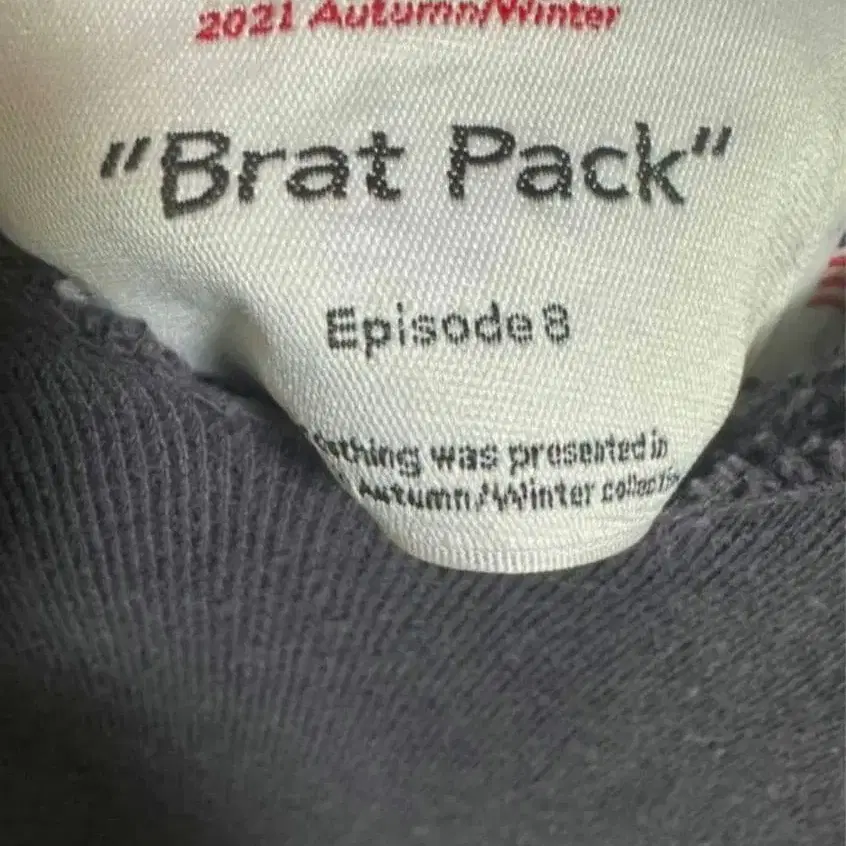 2021 Autumn/Winter
"Brat Pack"
Episode 8
was presented in
Autumn/Winter